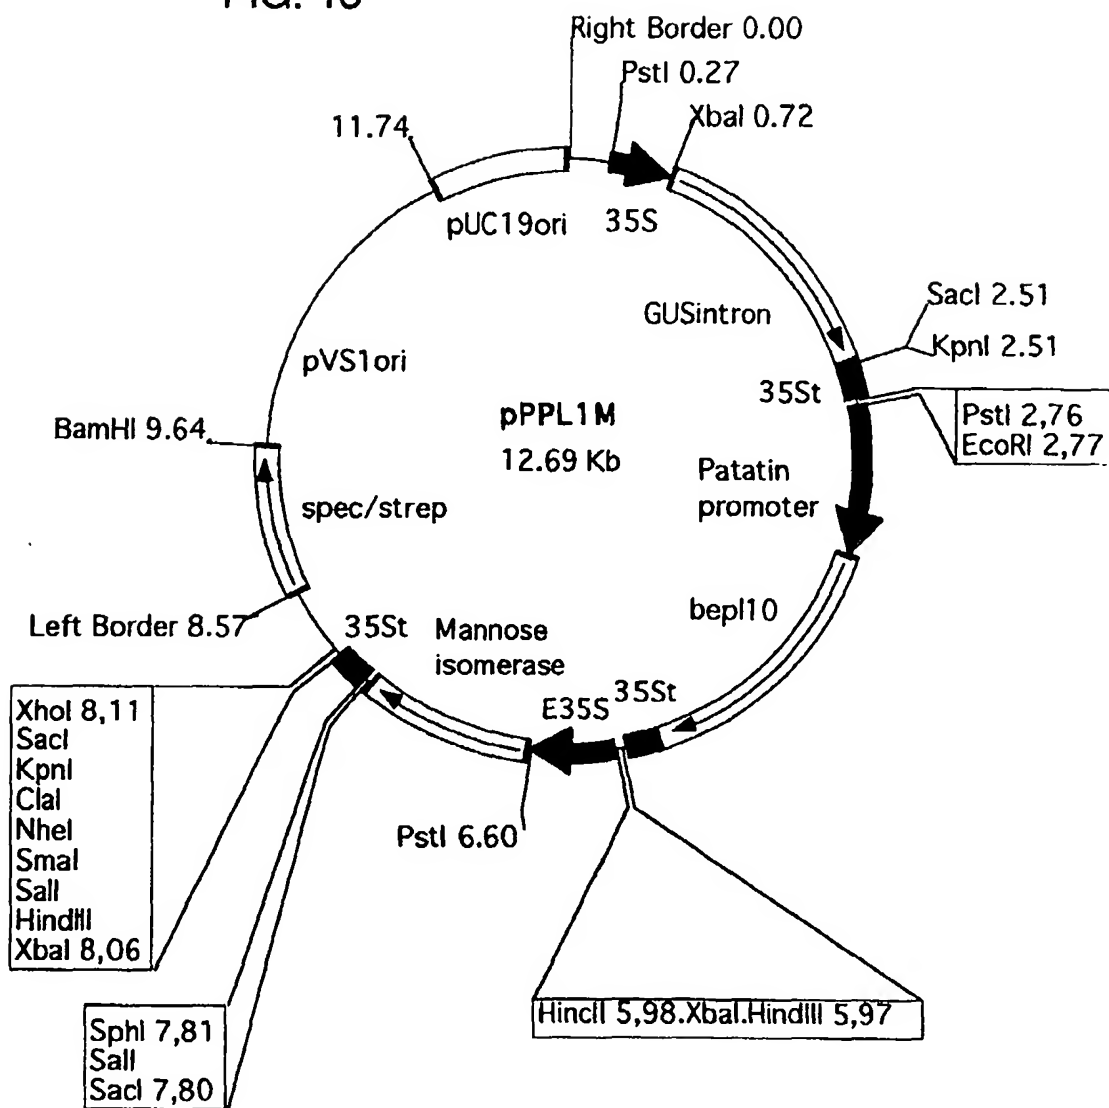 Right Border 0.00
PstI 0.27
XbaI 0.72
11.74
pUC19ori
35S
GUSintron
SacI 2.51
KpnI 2.51
pVS1ori
35St
pPPL1M
12.69 Kb
PstI 2,76
EcoRI 2,77
BamHI 9.64
Patatin
promoter
spec/strep
bepI10
Left Border 8.57
35St
Mannose
isomerase
E35S
35St
XhoI 8,11
SacI
KpnI
ClaI
NheI
SmaI
SalI
HindIII
XbaI 8,06
PstI 6.60
HincII 5,98.XbaI.HindIII 5,97
SphI 7,81
SalI
SacI 7,80